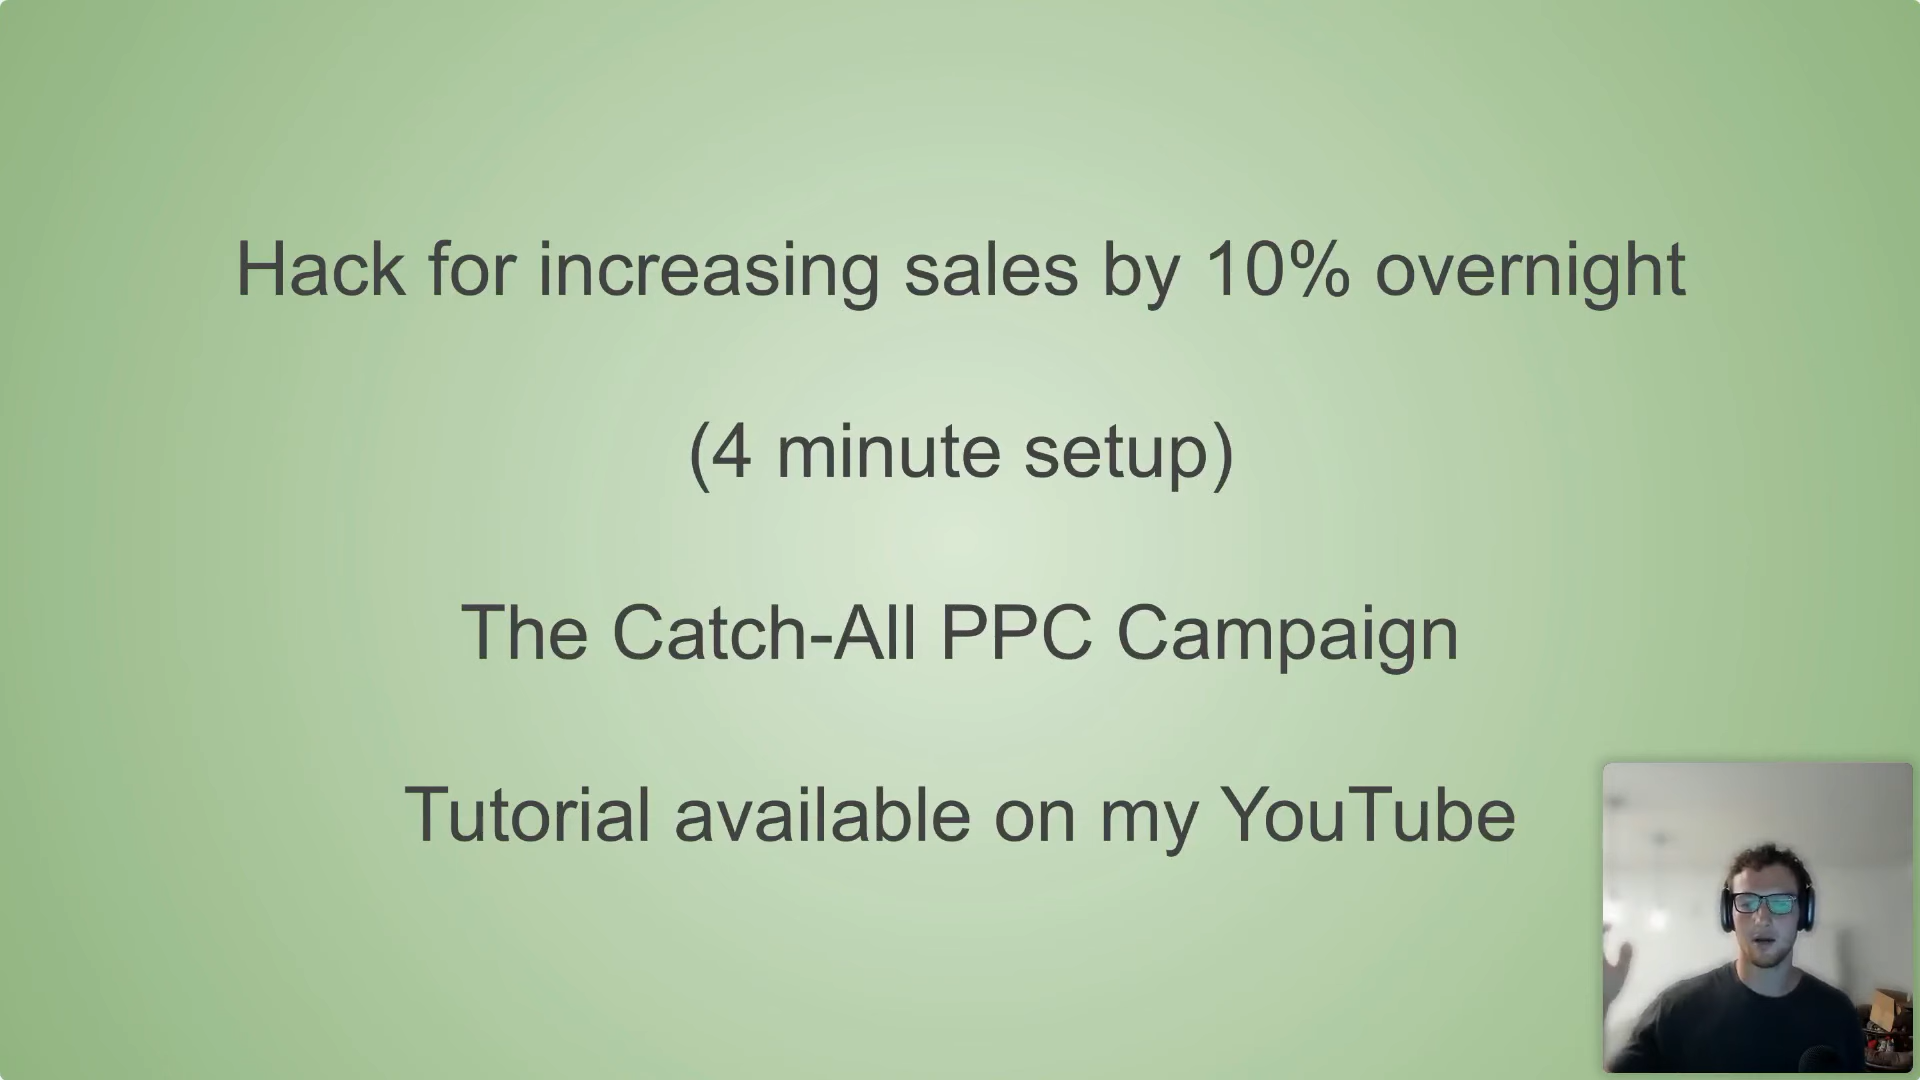 Hack for increasing sales by 10% overnight
(4 minute setup)
The Catch-All PPC Campaign
Tutorial available on my YouTube